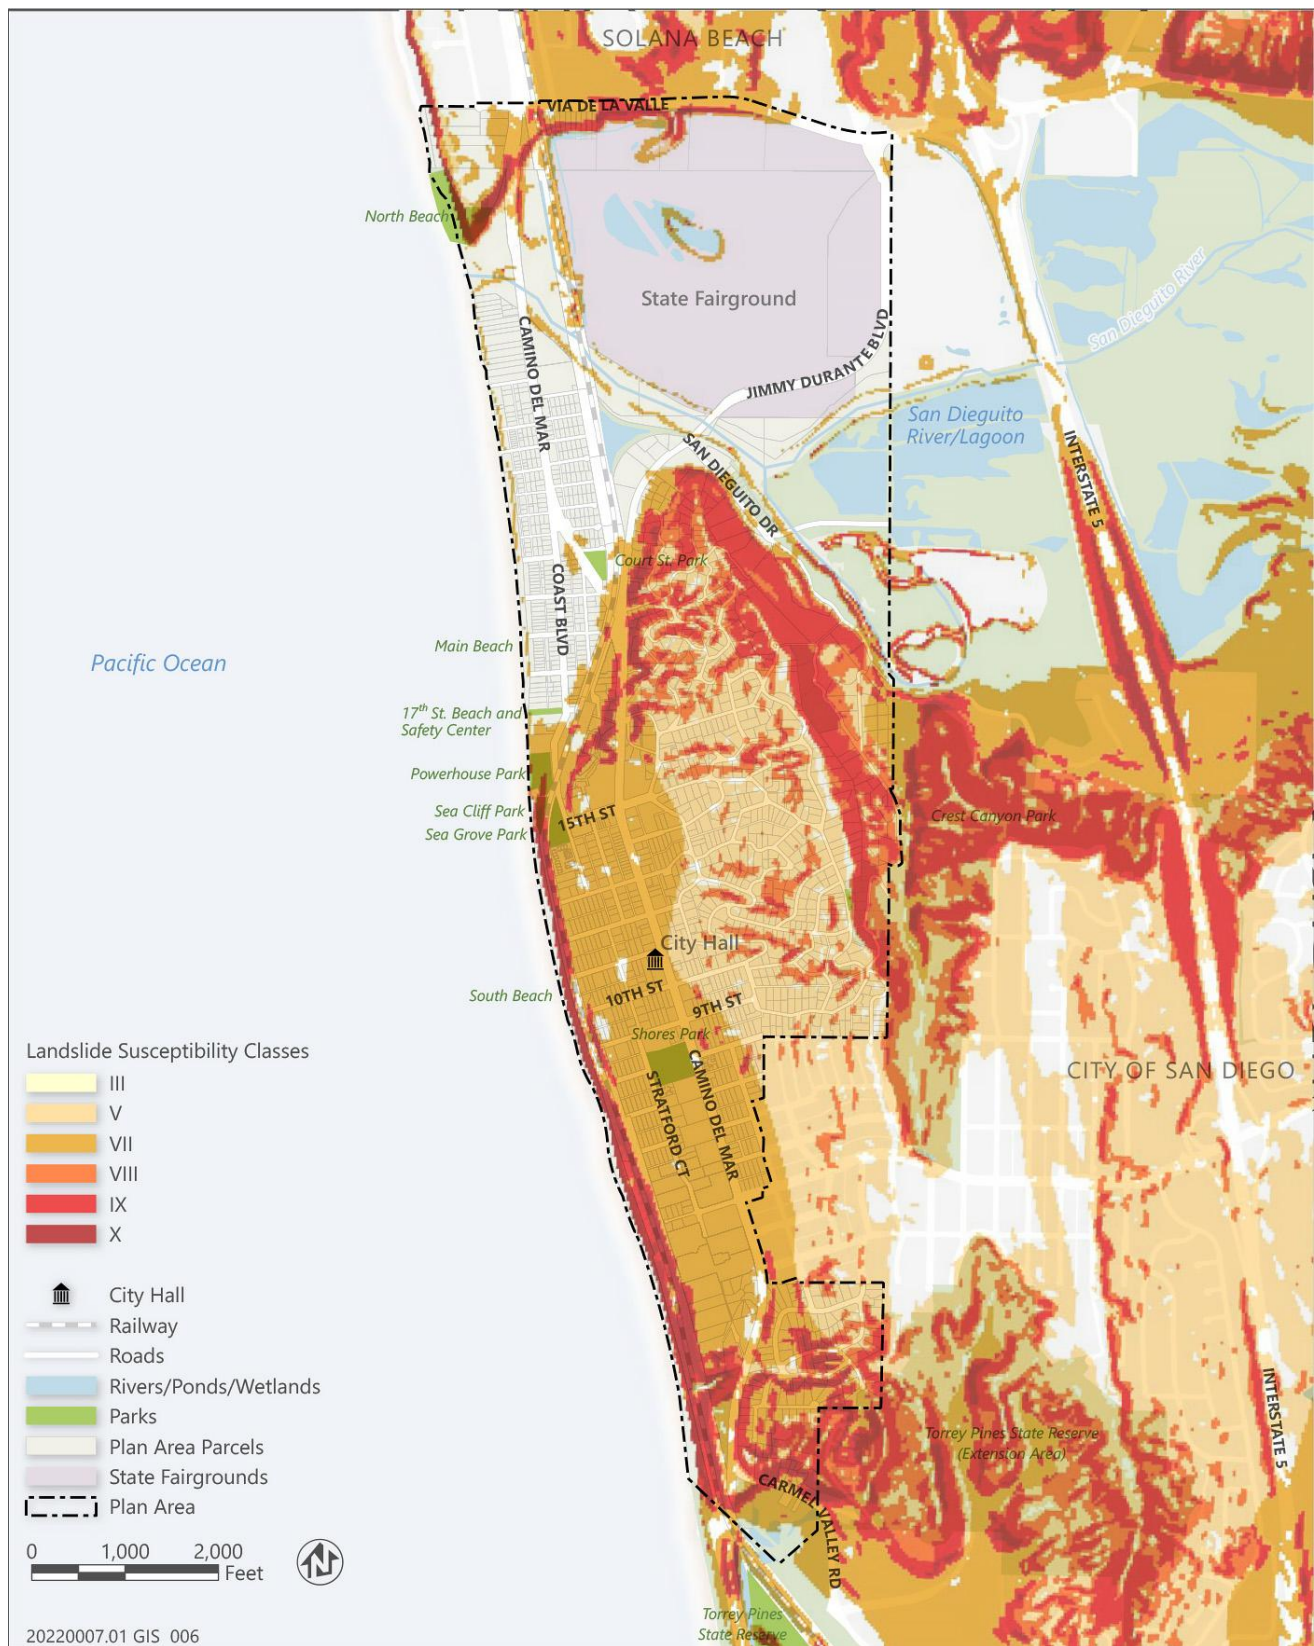 SOLANA BEACH
VIA DE LA VALLE
North Beach
State Fairground
San Dieguito River
CAMINO DEL MAR
JIMMY DURANTE BLVD
San Dieguito
River/Lagoon
SAN DIEGUITO DR
INTERSTATE 5
Court St. Park
COAST BLVD
Main Beach
Pacific Ocean
17th St. Beach and
Safety Center
Powerhouse Park
Sea Cliff Park
15TH ST
Crest Canyon Park
Sea Grove Park
City Hall
South Beach
10TH ST
9TH ST
Shores Park
CITY OF SAN DIEGO
STRATFORD CT
CAMINO DEL MAR
INTERSTATE 5
Torrey Pines State Reserve
(Extension Area)
CARMEL VALLEY RD
Torrey Pines
State Reserve
Landslide Susceptibility Classes
III
V
VII
VIII
IX
X
City Hall
Railway
Roads
Rivers/Ponds/Wetlands
Parks
Plan Area Parcels
State Fairgrounds
Plan Area
0 1,000 2,000
Feet
N
20220007.01 GIS 006